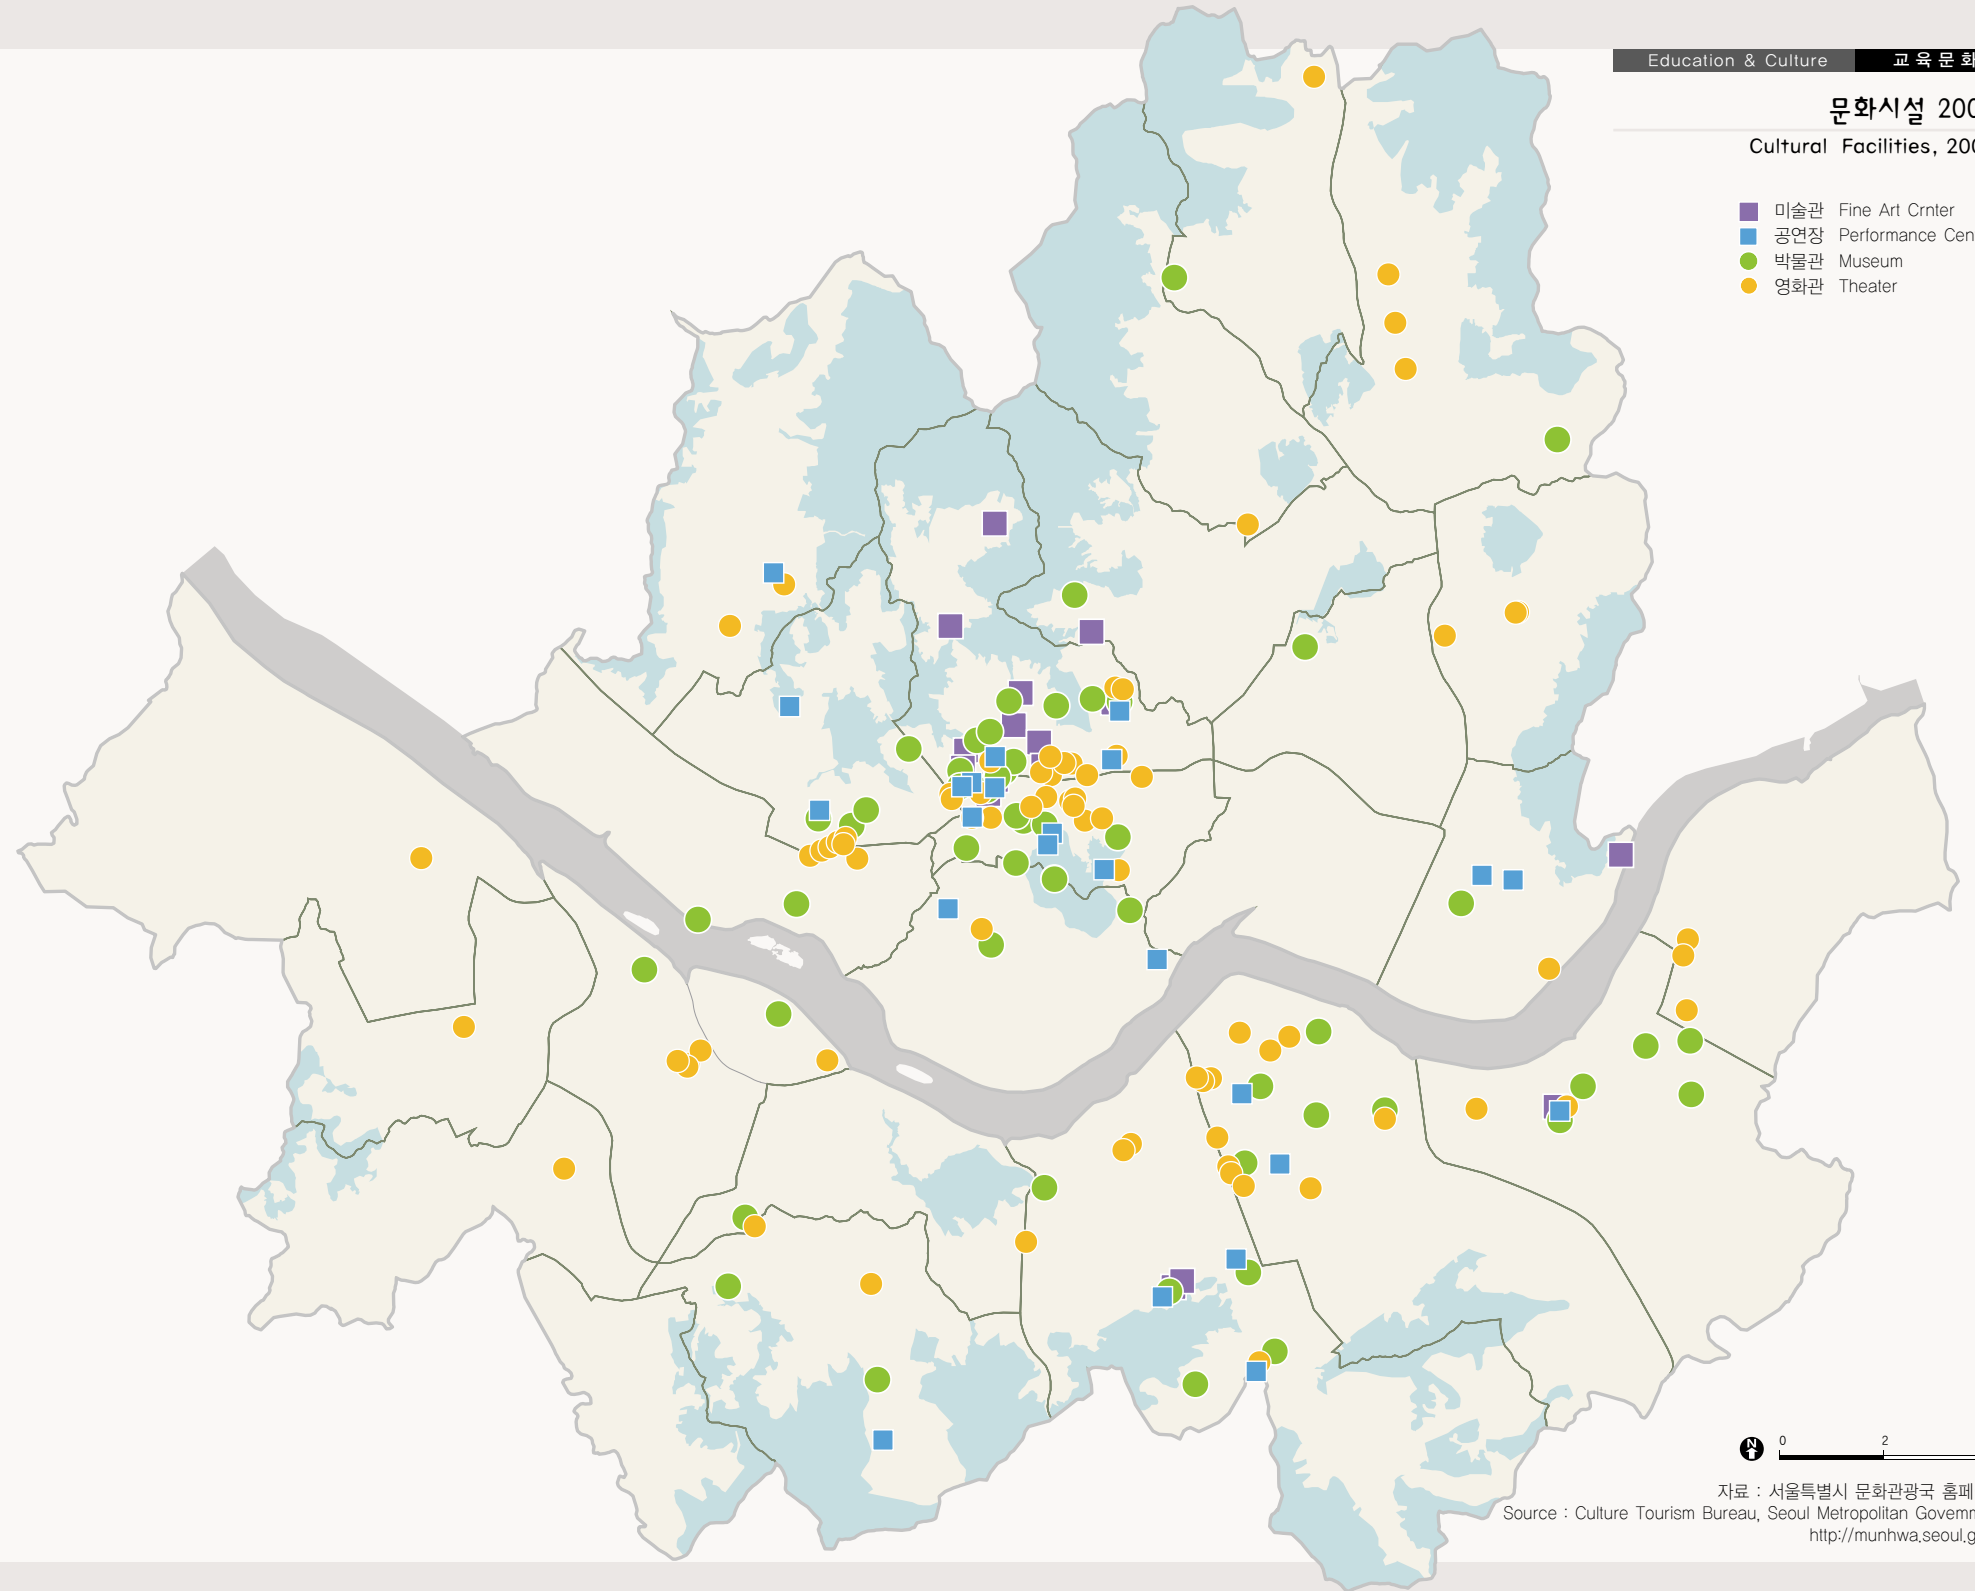 Education & Culture 교육문화
문화시설 200
Cultural Facilities, 200
미술관 Fine Art Crnter
공연장 Performance Cen
박물관 Museum
영화관 Theater
N 0 2
자료 : 서울특별시 문화관광국 홈페
Source : Culture Tourism Bureau, Seoul Metropolitan Governm
http://munhwa.seoul.g